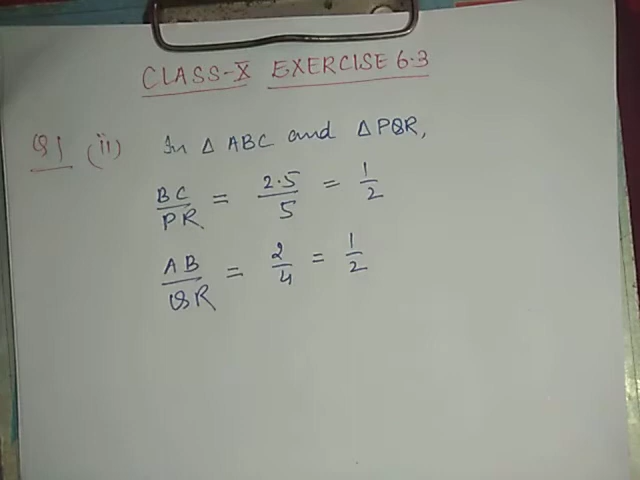 CLASS-X EXERCISE 6.3
Q1 (ii) In △ ABC and △PQR,
BC/PR = 2.5/5 = 1/2
AB/QR = 2/4 = 1/2